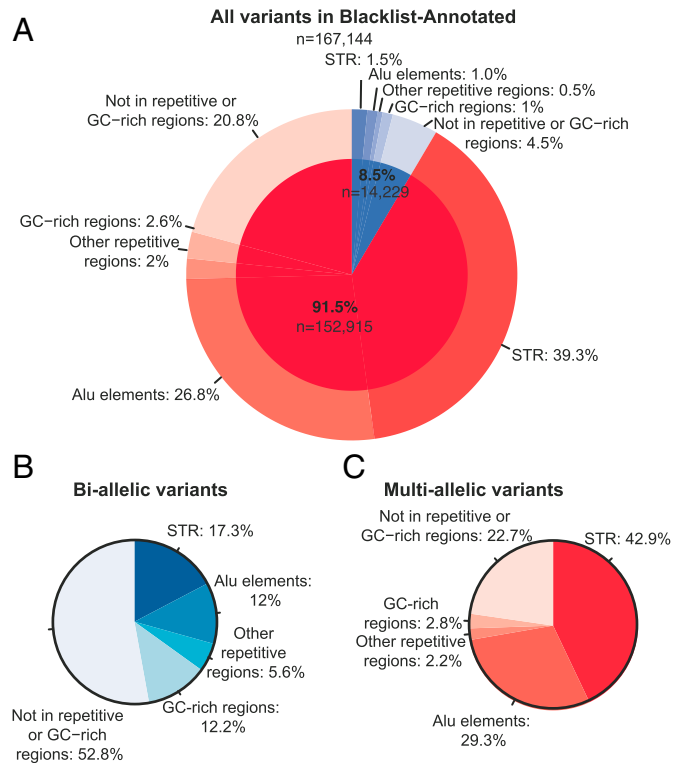 A
All variants in Blacklist-Annotated
n=167,144
STR: 1.5%
Alu elements: 1.0%
Other repetitive regions: 0.5%
GC−rich regions: 1%
Not in repetitive or GC−rich
regions: 4.5%
Not in repetitive or
GC−rich regions: 20.8%
8.5%
n=14,229
GC−rich regions: 2.6%
Other repetitive
regions: 2%
91.5%
n=152,915
STR: 39.3%
Alu elements: 26.8%
B
Bi-allelic variants
STR: 17.3%
Alu elements:
12%
Other
repetitive
regions: 5.6%
GC-rich regions:
12.2%
Not in repetitive
or GC−rich
regions: 52.8%
C
Multi-allelic variants
Not in repetitive or
GC−rich regions: 22.7%
STR: 42.9%
GC-rich
regions: 2.8%
Other repetitive
regions: 2.2%
Alu elements:
29.3%